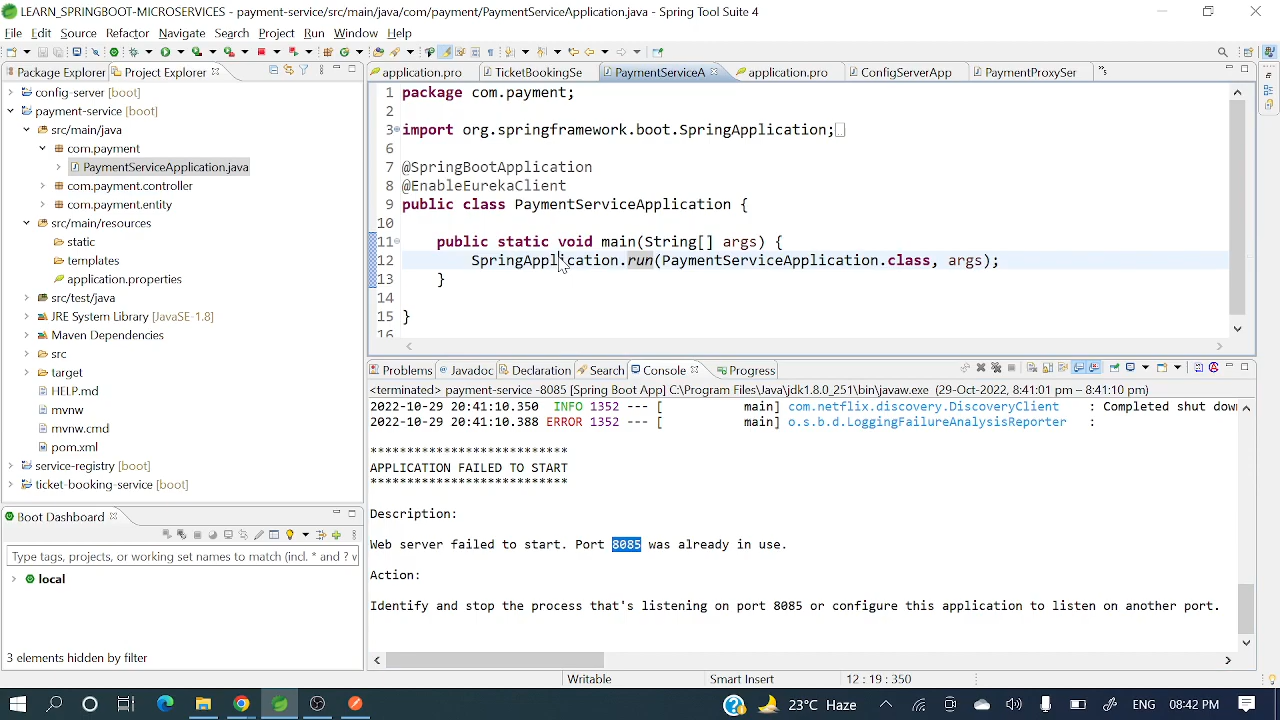 LEARN_SPRINGBOOT-MICROSERVICES - payment-service/src/main/java/com/payment/PaymentServiceApplication.java - Spring Tool Suite 4
File Edit Source Refactor Navigate Search Project Run Window Help
Package Explorer Project Explorer
config-server [boot]
payment-service [boot]
src/main/java
com.payment
PaymentServiceApplication.java
com.payment.controller
com.payment.entity
src/main/resources
static
templates
application.properties
src/test/java
JRE System Library [JavaSE-1.8]
Maven Dependencies
src
target
HELP.md
mvnw
mvnw.cmd
pom.xml
service-registry [boot]
ticket-booking-service [boot]
Boot Dashboard
Type tags, projects, or working set names to match (incl. * and ? v
local
3 elements hidden by filter
application.pro TicketBookingSe PaymentServiceA application.pro ConfigServerApp PaymentProxySer
1 package com.payment;
2
3 import org.springframework.boot.SpringApplication;
6
7 @SpringBootApplication
8 @EnableEurekaClient
9 public class PaymentServiceApplication {
10
11 public static void main(String[] args) {
12 SpringApplication.run(PaymentServiceApplication.class, args);
13 }
14
15 }
16
Problems Javadoc Declaration Search Console Progress
<terminated> payment-service -8085 [Spring Boot App] C:\Program Files\Java\jdk1.8.0_251\bin\javaw.exe (29-Oct-2022, 8:41:01 pm – 8:41:10 pm)
2022-10-29 20:41:10.350 INFO 1352 --- [ main] com.netflix.discovery.DiscoveryClient : Completed shut dow
2022-10-29 20:41:10.388 ERROR 1352 --- [ main] o.s.b.d.LoggingFailureAnalysisReporter :
***************************
APPLICATION FAILED TO START
***************************
Description:
Web server failed to start. Port 8085 was already in use.
Action:
Identify and stop the process that's listening on port 8085 or configure this application to listen on another port.
Writable Smart Insert 12 : 19 : 350
23°C Haze ENG 08:42 PM